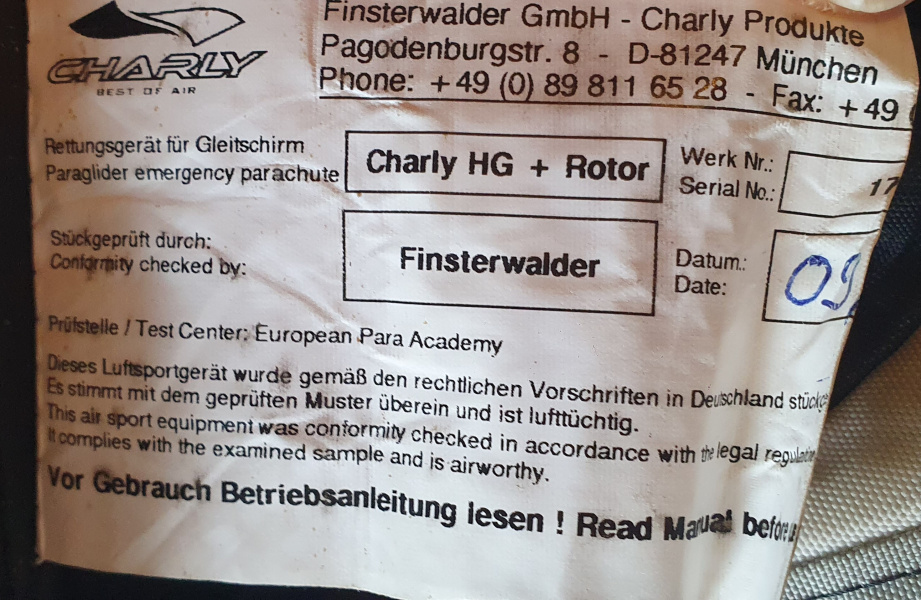 CHARLY
BEST OF AIR
Finsterwalder GmbH - Charly Produkte
Pagodenburgstr. 8 - D-81247 München
Phone: +49 (0) 89 811 65 28 - Fax: +49
Rettungsgerät für Gleitschirm
Paraglider emergency parachute
Charly HG + Rotor
Werk Nr.:
Serial No.:
17
Stückgeprüft durch:
Conformity checked by:
Finsterwalder
Datum:
Date:
09
Prüfstelle / Test Center: European Para Academy
Dieses Luftsportgerät wurde gemäß den rechtlichen Vorschriften in Deutschland
Es stimmt mit dem geprüften Muster überein und ist lufttüchtig.
This air sport equipment was conformity checked in accordance with the legal
It complies with the examined sample and is airworthy.
Vor Gebrauch Betriebsanleitung lesen ! Read Manual before